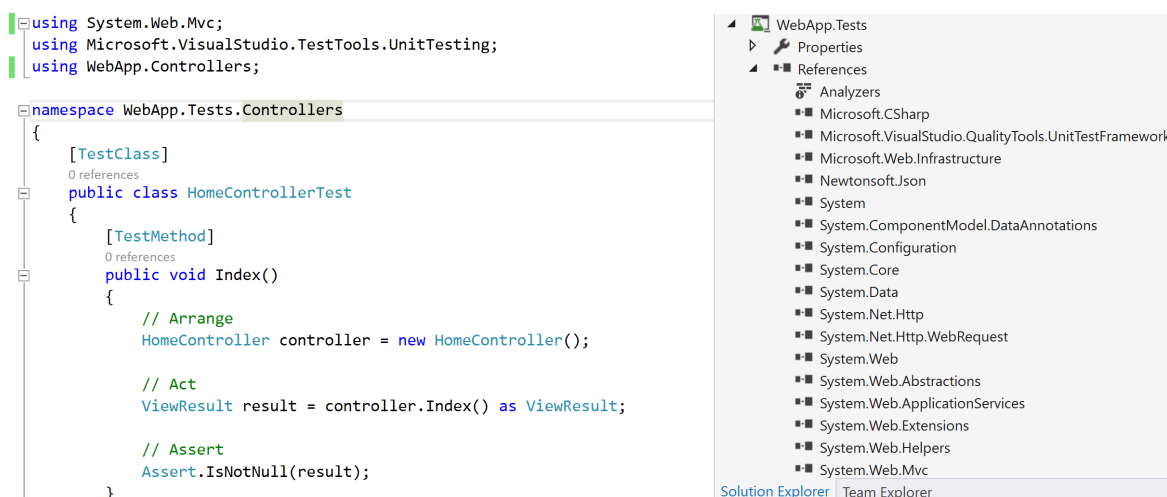 using System.Web.Mvc;
using Microsoft.VisualStudio.TestTools.UnitTesting;
using WebApp.Controllers;
namespace WebApp.Tests.Controllers
{
[TestClass]
0 references
public class HomeControllerTest
{
[TestMethod]
0 references
public void Index()
{
// Arrange
HomeController controller = new HomeController();
// Act
ViewResult result = controller.Index() as ViewResult;
// Assert
Assert.IsNotNull(result);
}
WebApp.Tests
Properties
References
Analyzers
Microsoft.CSharp
Microsoft.VisualStudio.QualityTools.UnitTestFramework
Microsoft.Web.Infrastructure
Newtonsoft.Json
System
System.ComponentModel.DataAnnotations
System.Configuration
System.Core
System.Data
System.Net.Http
System.Net.Http.WebRequest
System.Web
System.Web.Abstractions
System.Web.ApplicationServices
System.Web.Extensions
System.Web.Helpers
System.Web.Mvc
Solution Explorer Team Explorer